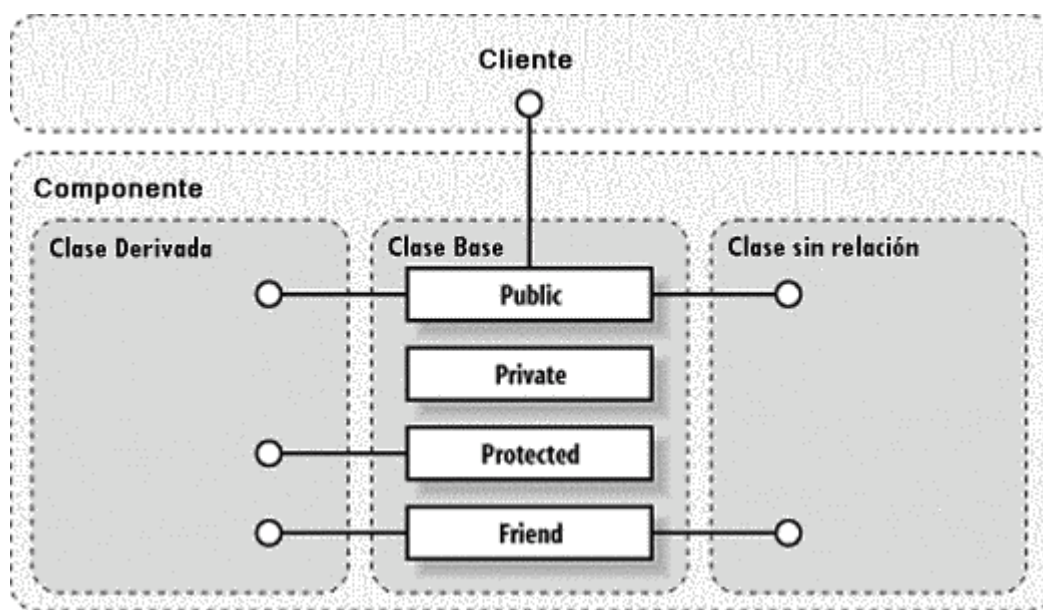 Cliente
Componente
Clase Derivada
Clase Base
Clase sin relación
Public
Private
Protected
Friend